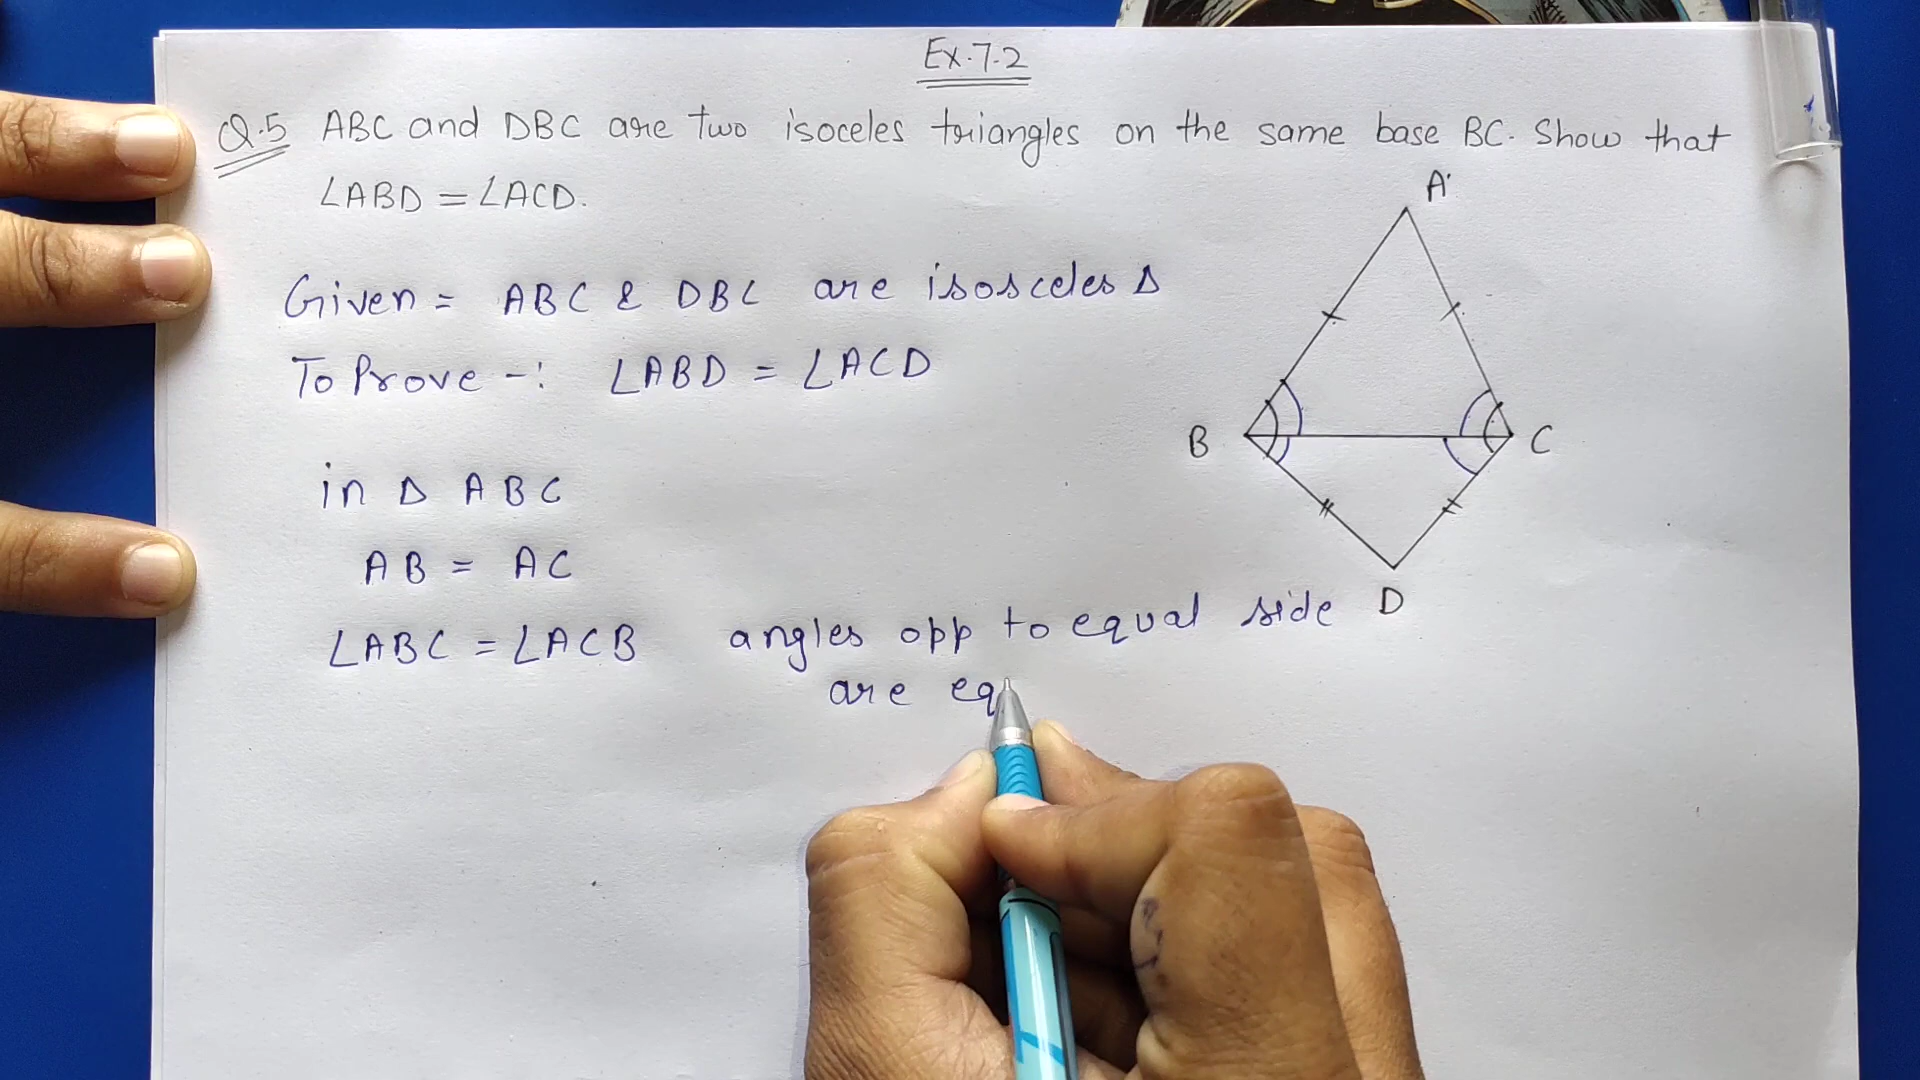 Ex.7.2
Q.5 ABC and DBC are two isoceles triangles on the same base BC. Show that
∠ABD = ∠ACD.
A
Given = ABC & DBC are isosceles Δ
To Prove -: ∠ABD = ∠ACD
B
C
in Δ ABC
AB = AC
D
∠ABC = ∠ACB angles opp to equal side
are eq